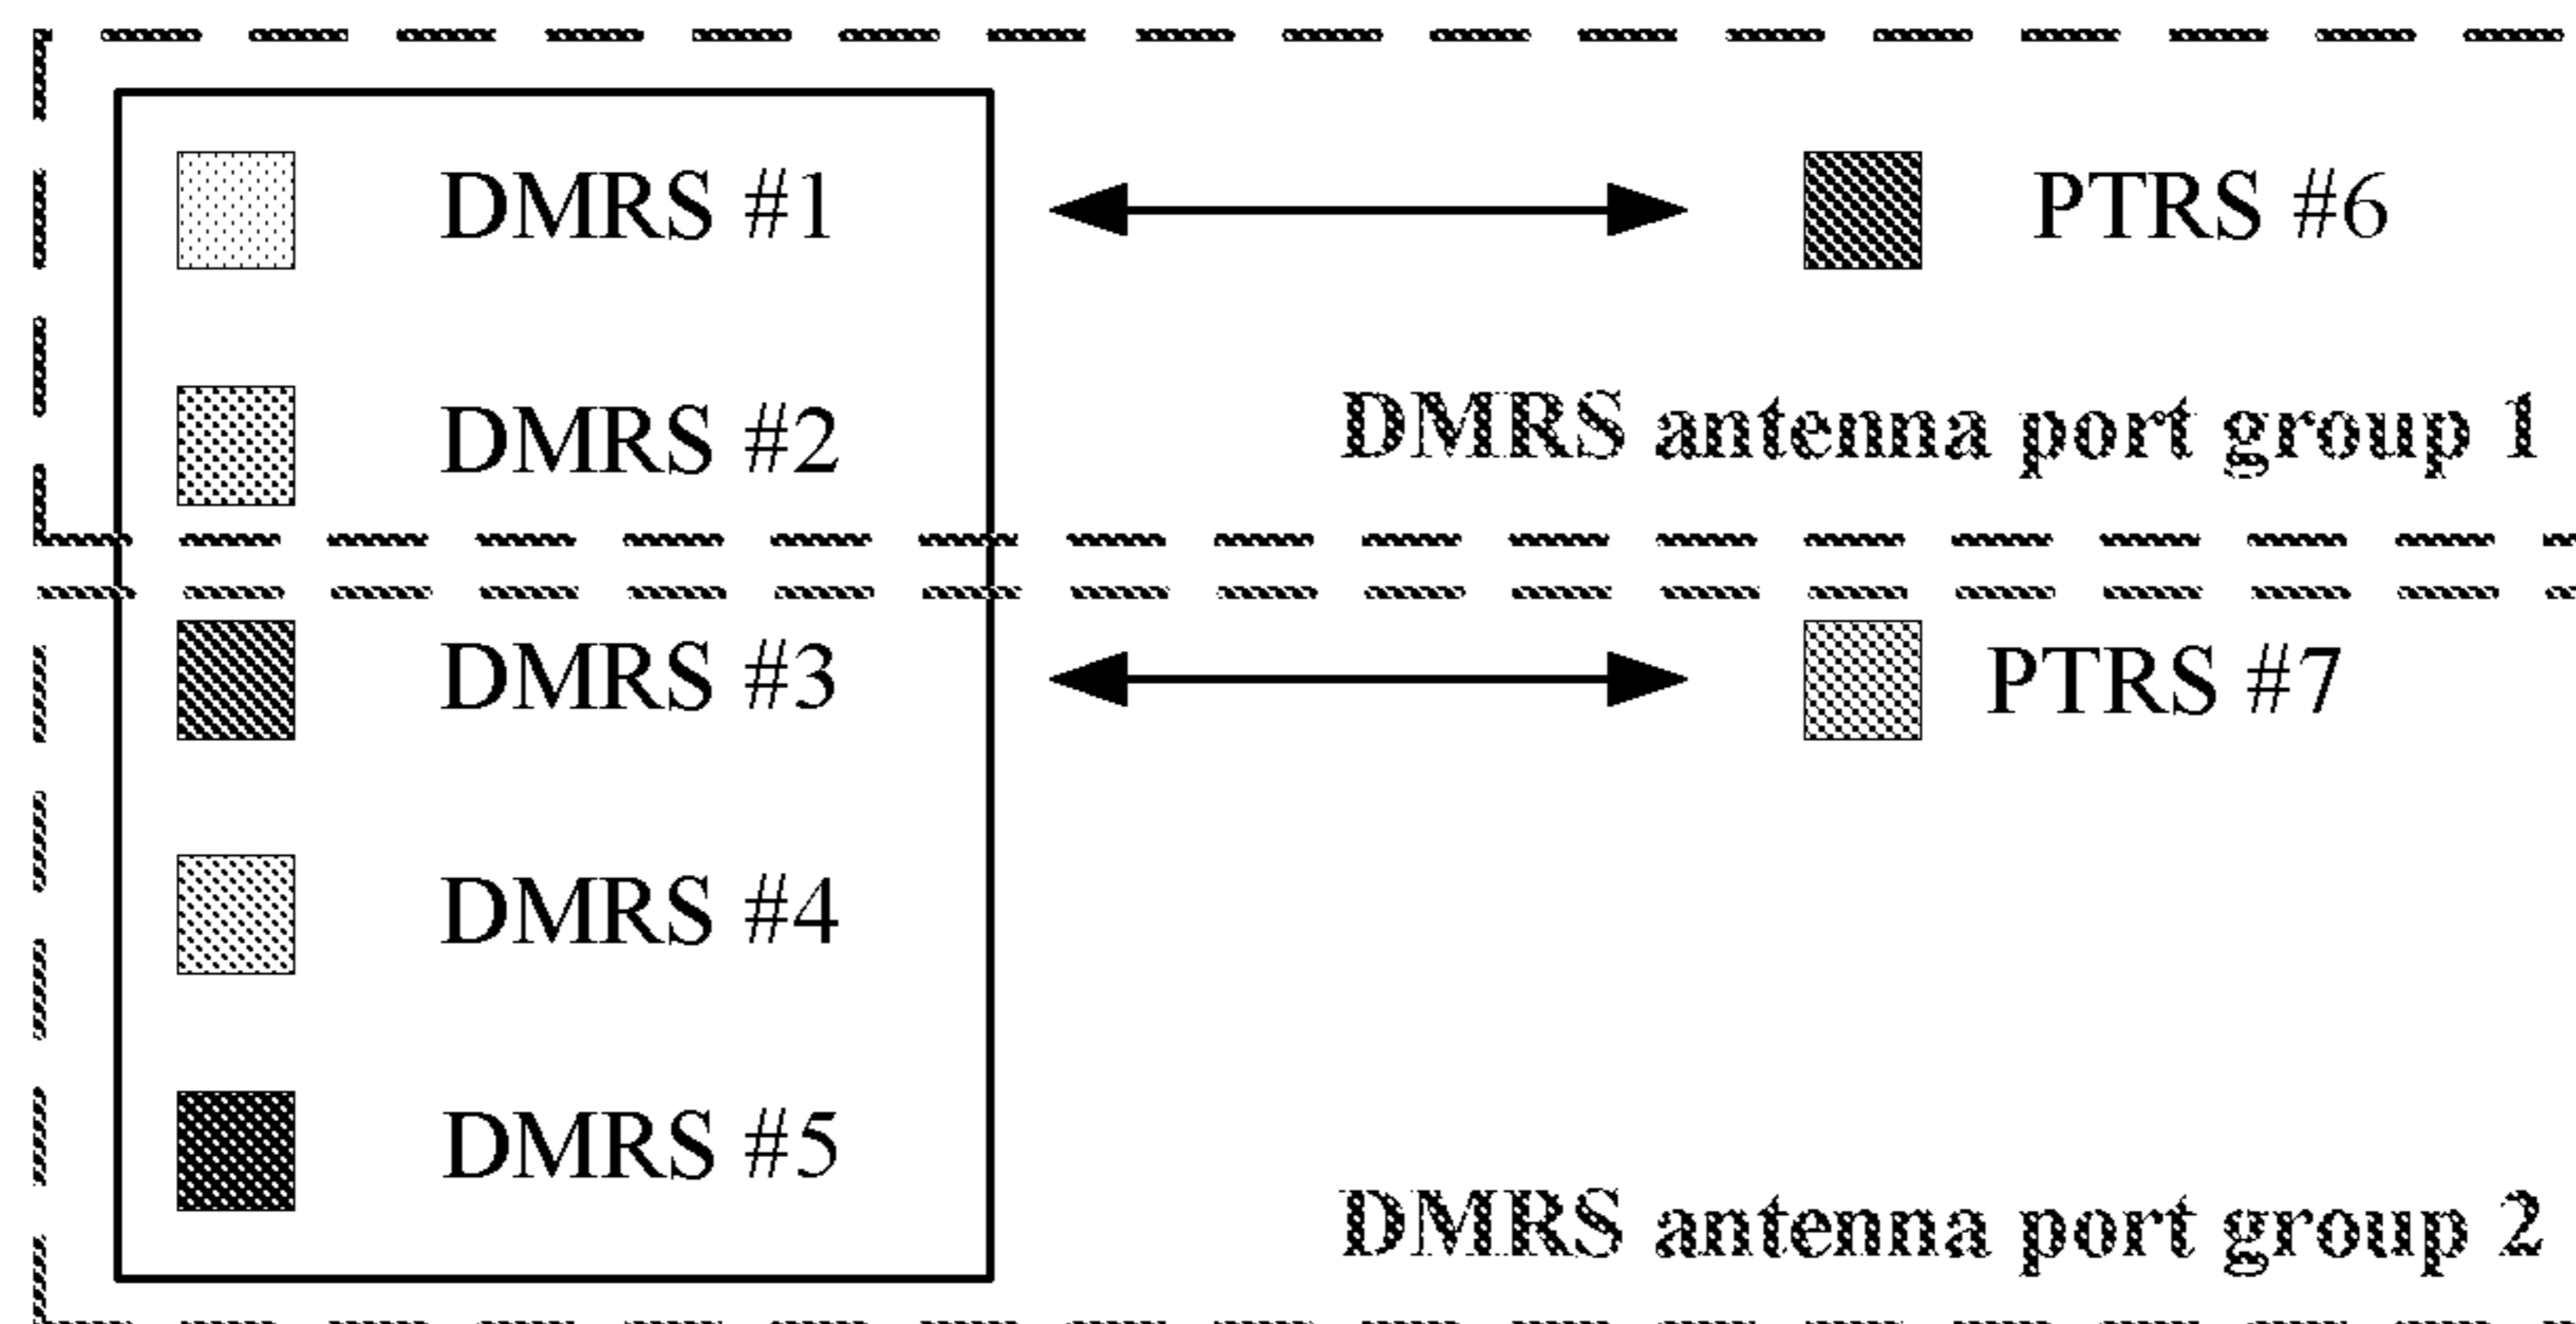 DMRS #1 PTRS #6
DMRS #2 DMRS antenna port group 1
DMRS #3 PTRS #7
DMRS #4
DMRS #5
DMRS antenna port group 2